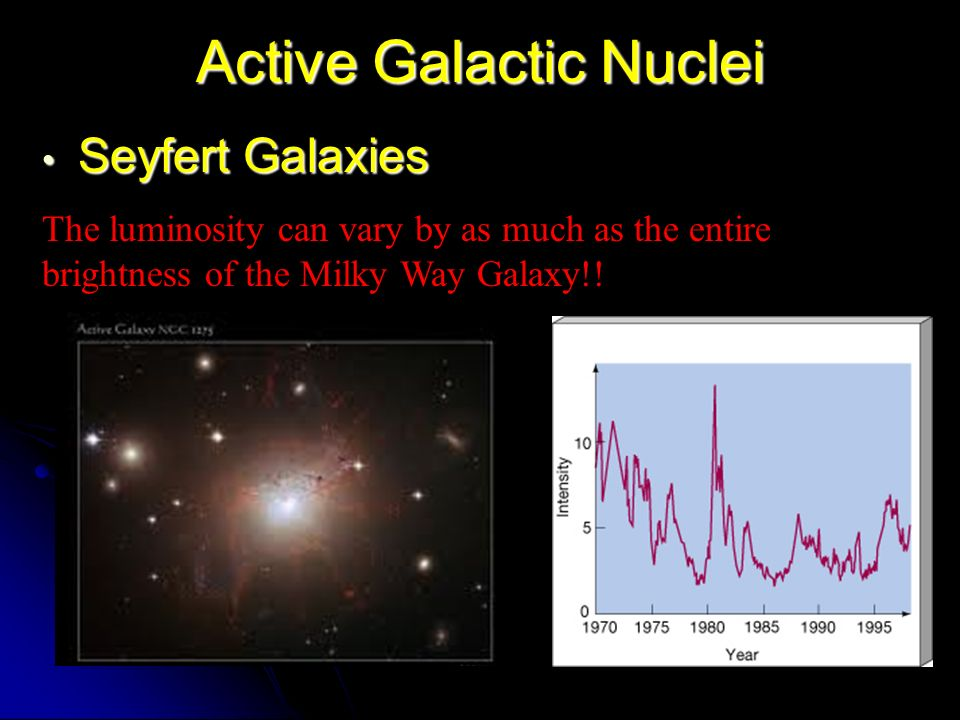 Active Galactic Nuclei
• Seyfert Galaxies
The luminosity can vary by as much as the entire
brightness of the Milky Way Galaxy!!
Active Galaxy NGC 1275
10
5
0
Intensity
1970 1975 1980 1985 1990 1995
Year